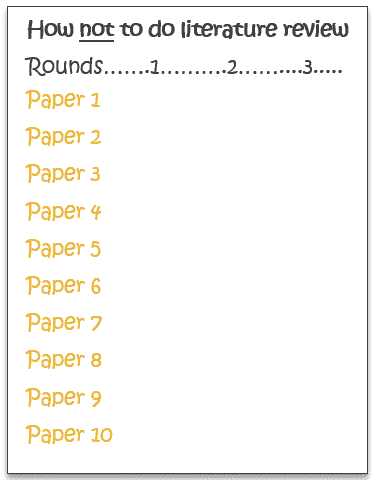 How not to do literature review
Rounds.......1..........2..........3.....
Paper 1
Paper 2
Paper 3
Paper 4
Paper 5
Paper 6
Paper 7
Paper 8
Paper 9
Paper 10